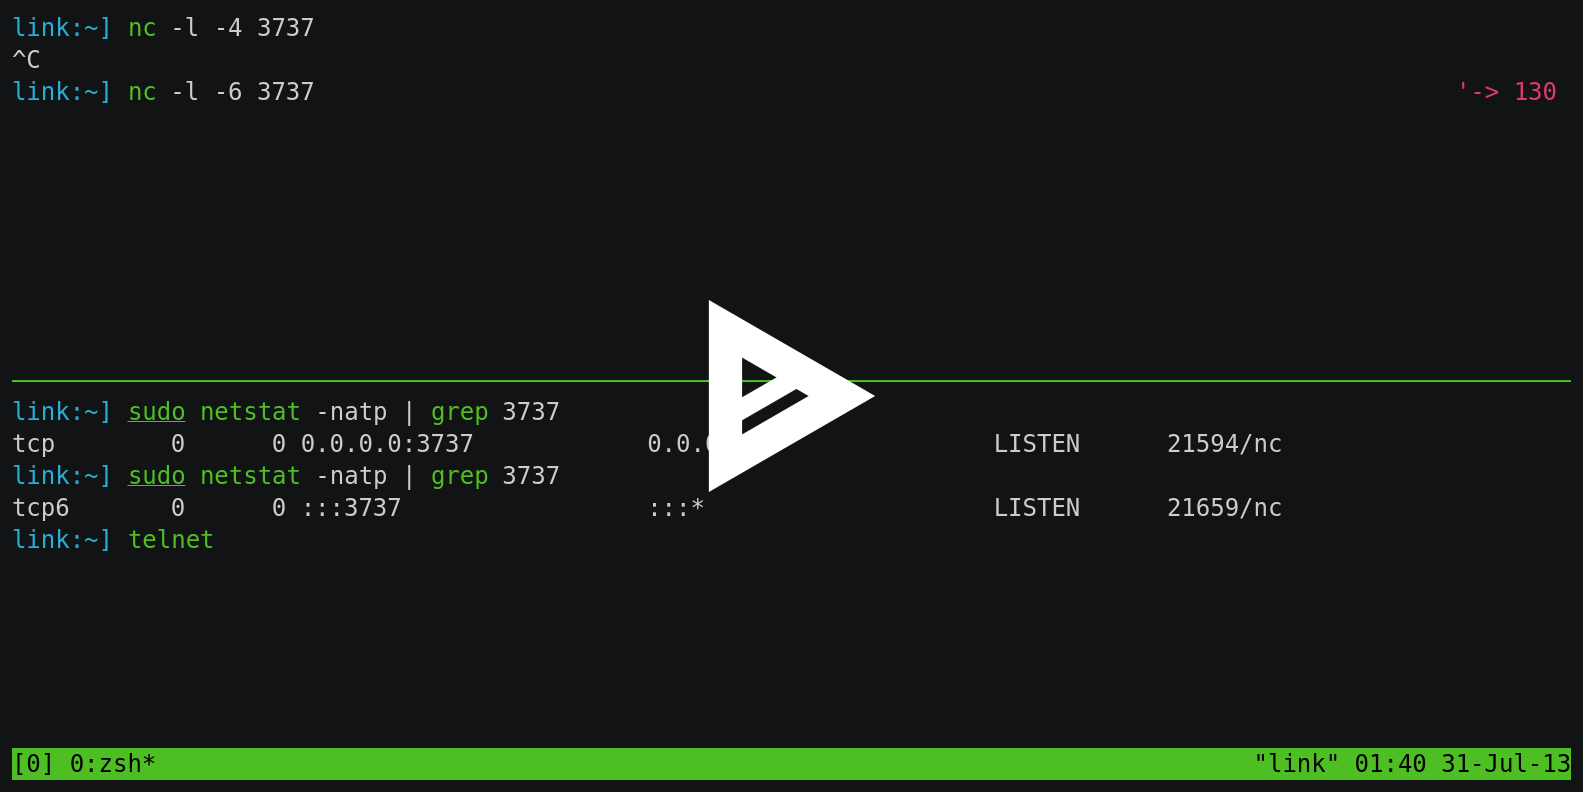 link:~] nc -l -4 3737
^C
link:~] nc -l -6 3737 '-> 130
link:~] sudo netstat -natp | grep 3737
tcp 0 0 0.0.0.0:3737 0.0. LISTEN 21594/nc
link:~] sudo netstat -natp | grep 3737
tcp6 0 0 :::3737 :::* LISTEN 21659/nc
link:~] telnet
[0] 0:zsh* "link" 01:40 31-Jul-13